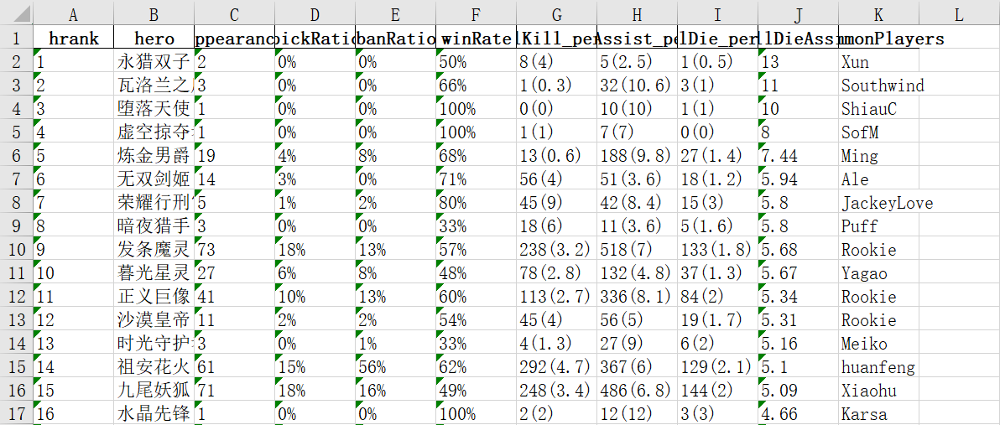 A B C D E F G H I J K L
1 hrank hero ppearanc pickRatio banRatio winRate lKill_pe Assist_pe lDie_per llDieAssi mmonPlayers
2 1 永猎双子 2 0% 0% 50% 8(4) 5(2.5) 1(0.5) 13 Xun
3 2 瓦洛兰之 3 0% 0% 66% 1(0.3) 32(10.6) 3(1) 11 Southwind
4 3 堕落天使 1 0% 0% 100% 0(0) 10(10) 1(1) 10 ShiauC
5 4 虚空掠夺 1 0% 0% 100% 1(1) 7(7) 0(0) 8 SofM
6 5 炼金男爵 19 4% 8% 68% 13(0.6) 188(9.8) 27(1.4) 7.44 Ming
7 6 无双剑姬 14 3% 0% 71% 56(4) 51(3.6) 18(1.2) 5.94 Ale
8 7 荣耀行刑 5 1% 2% 80% 45(9) 42(8.4) 15(3) 5.8 JackeyLove
9 8 暗夜猎手 3 0% 0% 33% 18(6) 11(3.6) 5(1.6) 5.8 Puff
10 9 发条魔灵 73 18% 13% 57% 238(3.2) 518(7) 133(1.8) 5.68 Rookie
11 10 暮光星灵 27 6% 8% 48% 78(2.8) 132(4.8) 37(1.3) 5.67 Yagao
12 11 正义巨像 41 10% 13% 60% 113(2.7) 336(8.1) 84(2) 5.34 Rookie
13 12 沙漠皇帝 11 2% 2% 54% 45(4) 56(5) 19(1.7) 5.31 Rookie
14 13 时光守护 3 0% 1% 33% 4(1.3) 27(9) 6(2) 5.16 Meiko
15 14 祖安花火 61 15% 56% 62% 292(4.7) 367(6) 129(2.1) 5.1 huanfeng
16 15 九尾妖狐 71 18% 16% 49% 248(3.4) 486(6.8) 144(2) 5.09 Xiaohu
17 16 水晶先锋 1 0% 0% 100% 2(2) 12(12) 3(3) 4.66 Karsa